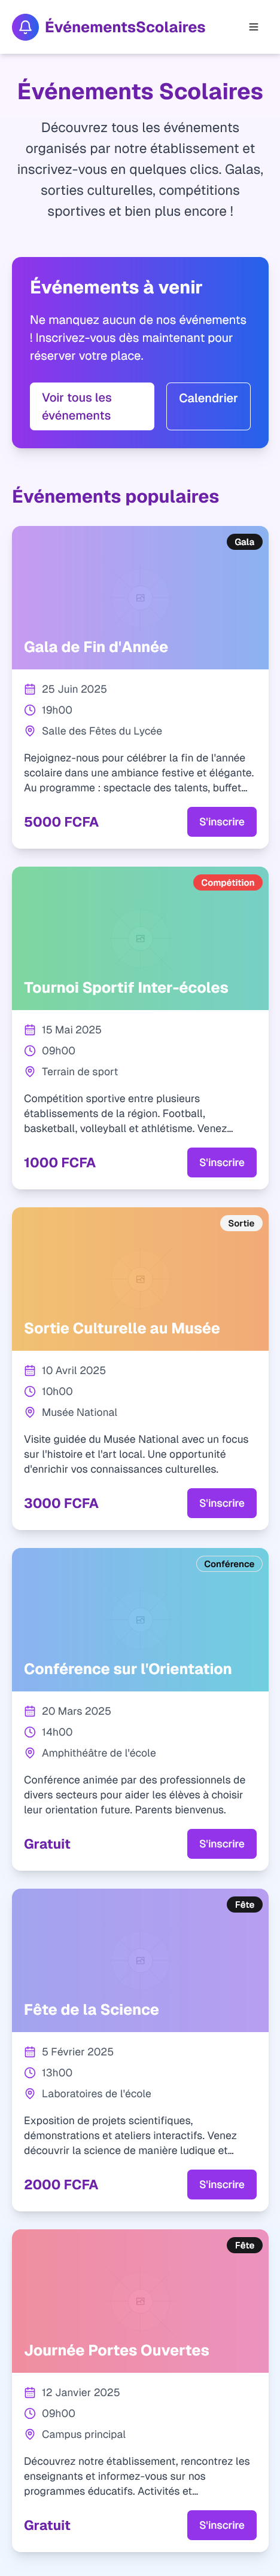 ÉvénementsScolaires
Événements Scolaires
Découvrez tous les événements
organisés par notre établissement et
inscrivez-vous en quelques clics. Galas,
sorties culturelles, compétitions
sportives et bien plus encore !
Événements à venir
Ne manquez aucun de nos événements
! Inscrivez-vous dès maintenant pour
réserver votre place.
Voir tous les
événements
Calendrier
Événements populaires
Gala
Gala de Fin d'Année
25 Juin 2025
19h00
Salle des Fêtes du Lycée
Rejoignez-nous pour célébrer la fin de l'année
scolaire dans une ambiance festive et élégante.
Au programme : spectacle des talents, buffet...
5000 FCFA
S'inscrire
Compétition
Tournoi Sportif Inter-écoles
15 Mai 2025
09h00
Terrain de sport
Compétition sportive entre plusieurs
établissements de la région. Football,
basketball, volleyball et athlétisme. Venez...
1000 FCFA
S'inscrire
Sortie
Sortie Culturelle au Musée
10 Avril 2025
10h00
Musée National
Visite guidée du Musée National avec un focus
sur l'histoire et l'art local. Une opportunité
d'enrichir vos connaissances culturelles.
3000 FCFA
S'inscrire
Conférence
Conférence sur l'Orientation
20 Mars 2025
14h00
Amphithéâtre de l'école
Conférence animée par des professionnels de
divers secteurs pour aider les élèves à choisir
leur orientation future. Parents bienvenus.
Gratuit
S'inscrire
Fête
Fête de la Science
5 Février 2025
13h00
Laboratoires de l'école
Exposition de projets scientifiques,
démonstrations et ateliers interactifs. Venez
découvrir la science de manière ludique et...
2000 FCFA
S'inscrire
Fête
Journée Portes Ouvertes
12 Janvier 2025
09h00
Campus principal
Découvrez notre établissement, rencontrez les
enseignants et informez-vous sur nos
programmes éducatifs. Activités et...
Gratuit
S'inscrire